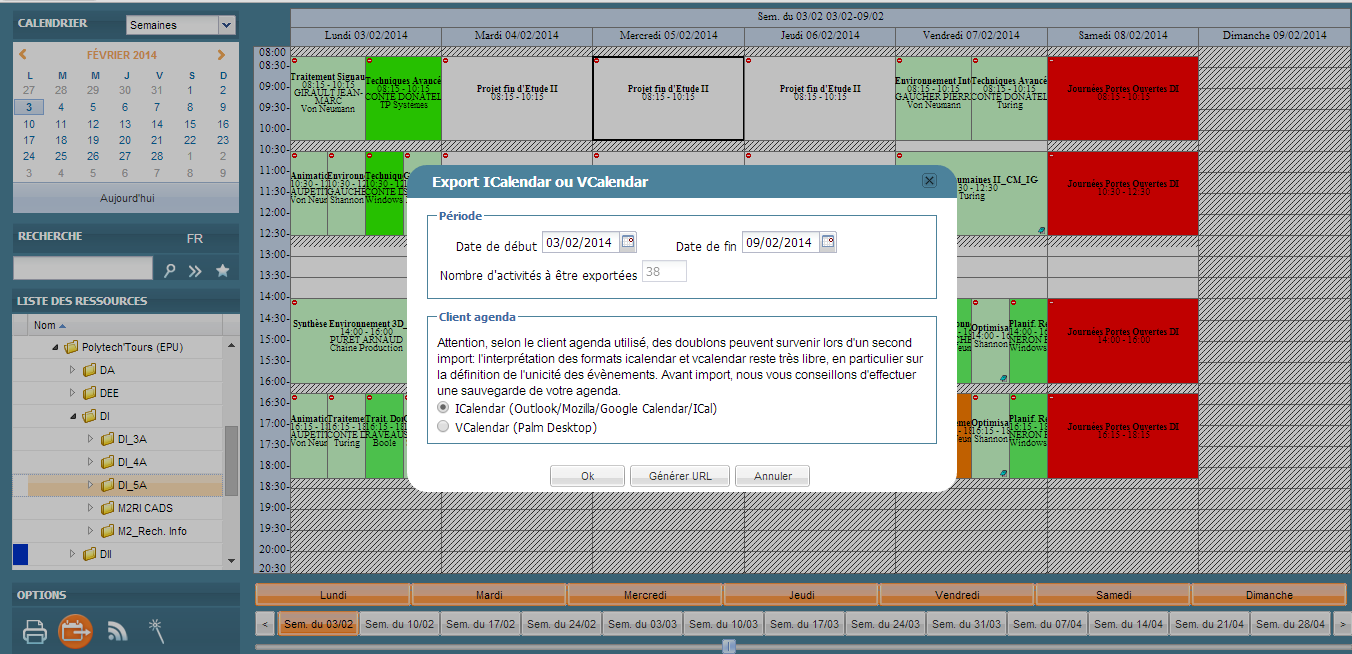 CALENDRIER
Semaines
FÉVRIER 2014
L M M J V S D
27 28 29 30 31 1 2
3 4 5 6 7 8 9
10 11 12 13 14 15 16
17 18 19 20 21 22 23
24 25 26 27 28 1 2
3 4 5 6 7 8 9
Aujourd'hui
RECHERCHE FR
LISTE DES RESSOURCES
Nom
Polytech'Tours (EPU)
DA
DEE
DI
DI_3A
DI_4A
DI_5A
M2RI CADS
M2_Rech. Info
DII
OPTIONS
Sem. du 03/02 03/02-09/02
Lundi 03/02/2014 Mardi 04/02/2014 Mercredi 05/02/2014 Jeudi 06/02/2014 Vendredi 07/02/2014 Samedi 08/02/2014 Dimanche 09/02/2014
08:00
08:30
09:00
09:30
10:00
10:30
11:00
11:30
12:00
12:30
13:00
13:30
14:00
14:30
15:00
15:30
16:00
16:30
17:00
17:30
18:00
18:30
19:00
19:30
20:00
20:30
Traitement Signau
08:15 - 10:15
GIRAULT JEAN-
MARC
Von Neumann
Techniques Avancé
08:15 - 10:15
CONTE DONATEL
TP Systèmes
Projet fin d'Etude II
08:15 - 10:15
Projet fin d'Etude II
08:15 - 10:15
Projet fin d'Etude II
08:15 - 10:15
Environnement Int
08:15 - 10:15
GAUCHER PIERR
Von Neumann
Techniques Avancé
08:15 - 10:15
CONTE DONATEL
Turing
Journées Portes Ouvertes DI
08:15 - 10:15
Animatio
10:30 - 12
AUPETI
Von Neur
Environn
10:30 - 12
GAUCHE
Shannon
Techniqu
10:30 - 12
CONTE D
Windows
umaines II_CM_IG
30 - 12:30
Turing
Journées Portes Ouvertes DI
10:30 - 12:30
Synthèse Environnement 3D_
14:00 - 16:00
PURET ARNAUD
Chaine Production
Optimisa
14:00 - 16
Shannon
Planif. Re
14:00 - 16
NERON E
Windows
Journées Portes Ouvertes DI
14:00 - 16:00
Animatio
16:15 - 18
AUPETI
Von Neur
Traiteme
16:15 - 18
CONTE D
Turing
Trait. Don
16:15 - 18
RAVEAUS
Boole
Optimisa
16:15 - 18
Shannon
Planif. Re
16:15 - 18
NERON E
Windows
Journées Portes Ouvertes DI
16:15 - 18:15
Export ICalendar ou VCalendar
Période
Date de début 03/02/2014 Date de fin 09/02/2014
Nombre d'activités à être exportées 38
Client agenda
Attention, selon le client agenda utilisé, des doublons peuvent survenir lors d'un second
import: l'interprétation des formats icalendar et vcalendar reste très libre, en particulier sur
la définition de l'unicité des évènements. Avant import, nous vous conseillons d'effectuer
une sauvegarde de votre agenda.
ICalendar (Outlook/Mozilla/Google Calendar/ICal)
VCalendar (Palm Desktop)
Ok Générer URL Annuler
Lundi Mardi Mercredi Jeudi Vendredi Samedi Dimanche
< Sem. du 03/02 Sem. du 10/02 Sem. du 17/02 Sem. du 24/02 Sem. du 03/03 Sem. du 10/03 Sem. du 17/03 Sem. du 24/03 Sem. du 31/03 Sem. du 07/04 Sem. du 14/04 Sem. du 21/04 Sem. du 28/04 >